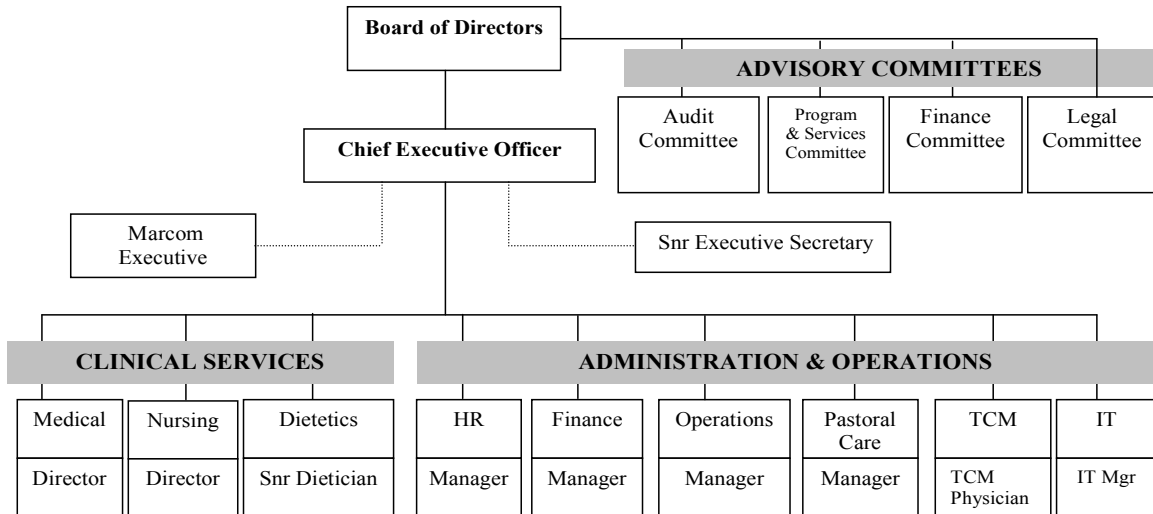 Board of Directors
ADVISORY COMMITTEES
Audit
Committee
Program
& Services
Committee
Finance
Committee
Legal
Committee
Chief Executive Officer
Marcom
Executive
Snr Executive Secretary
CLINICAL SERVICES
ADMINISTRATION & OPERATIONS
Medical
Director
Nursing
Director
Dietetics
Snr Dietician
HR
Manager
Finance
Manager
Operations
Manager
Pastoral
Care
Manager
TCM
TCM
Physician
IT
IT Mgr